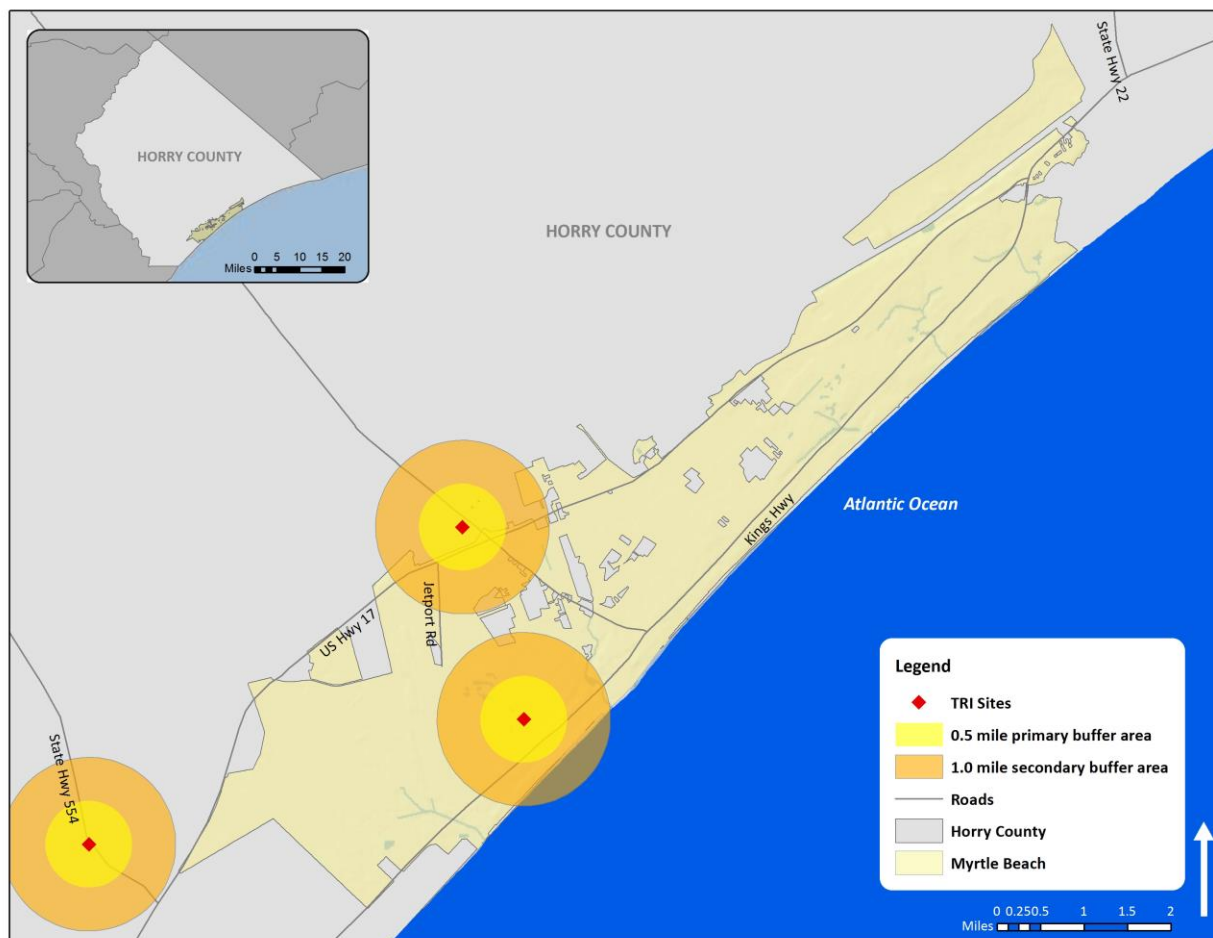 HORRY COUNTY
0 5 10 15 20
Miles
State Hwy 22
HORRY COUNTY
Atlantic Ocean
Kings Hwy
Jetport Rd
US Hwy 17
State Hwy 554
Legend
TRI Sites
0.5 mile primary buffer area
1.0 mile secondary buffer area
Roads
Horry County
Myrtle Beach
0 0.25 0.5 1 1.5 2
Miles